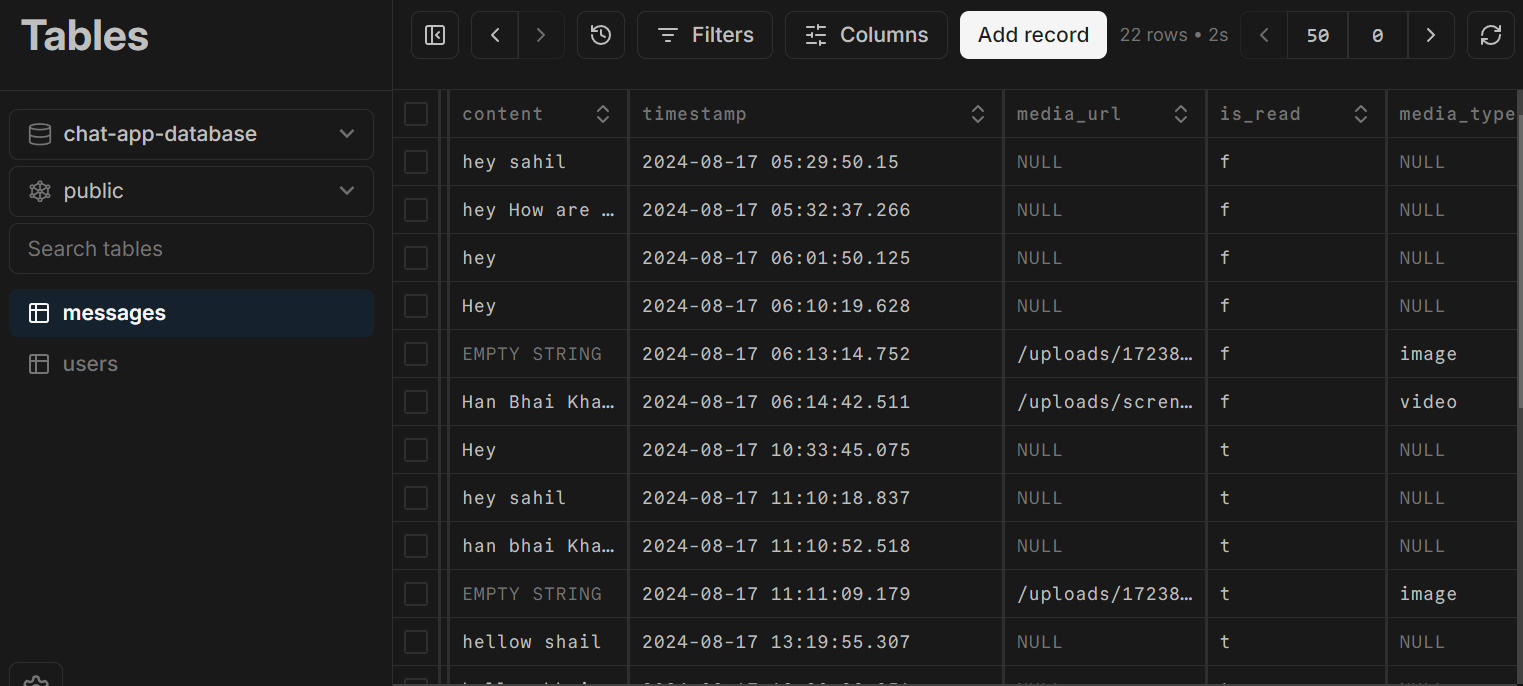 Tables
chat-app-database
public
Search tables
messages
users
Filters Columns Add record 22 rows • 2s 50 0
content timestamp media_url is_read media_type
hey sahil 2024-08-17 05:29:50.15 NULL f NULL
hey How are … 2024-08-17 05:32:37.266 NULL f NULL
hey 2024-08-17 06:01:50.125 NULL f NULL
Hey 2024-08-17 06:10:19.628 NULL f NULL
EMPTY STRING 2024-08-17 06:13:14.752 /uploads/17238… f image
Han Bhai Kha… 2024-08-17 06:14:42.511 /uploads/scren… f video
Hey 2024-08-17 10:33:45.075 NULL t NULL
hey sahil 2024-08-17 11:10:18.837 NULL t NULL
han bhai Kha… 2024-08-17 11:10:52.518 NULL t NULL
EMPTY STRING 2024-08-17 11:11:09.179 /uploads/17238… t image
hellow shail 2024-08-17 13:19:55.307 NULL t NULL